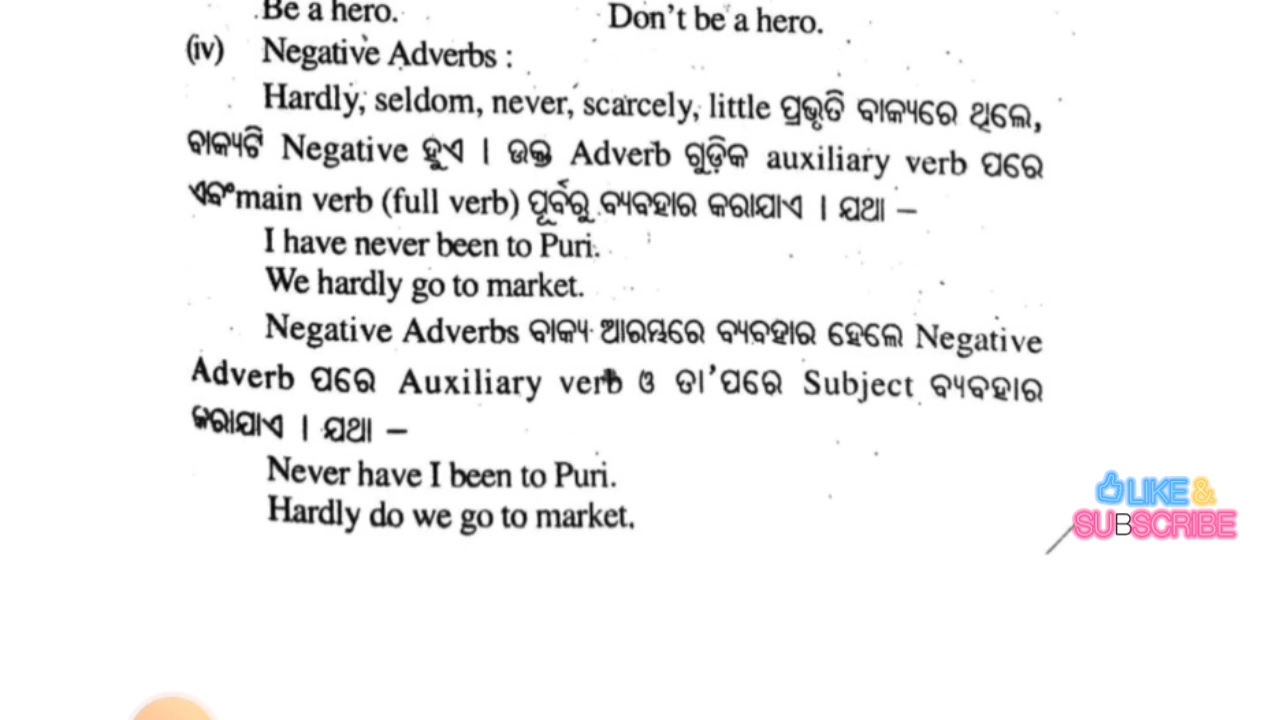 Be a hero. Don't be a hero.
(iv) Negative Adverbs :
Hardly, seldom, never, scarcely, little ପ୍ରଭୃତି ବାକ୍ୟରେ ଥିଲେ,
ବାକ୍ୟଟି Negative ହୁଏ । ଉକ୍ତ Adverb ଗୁଡ଼ିକ auxiliary verb ପରେ
ଏବଂ main verb (full verb) ପୂର୍ବରୁ ବ୍ୟବହାର କରାଯାଏ । ଯଥା –
I have never been to Puri.
We hardly go to market.
Negative Adverbs ବାକ୍ୟ ଆରମ୍ଭରେ ବ୍ୟବହାର ହେଲେ Negative
Adverb ପରେ Auxiliary verb ଓ ତା'ପରେ Subject ବ୍ୟବହାର
କରାଯାଏ । ଯଥା –
Never have I been to Puri.
Hardly do we go to market.
LIKE &
SUBSCRIBE